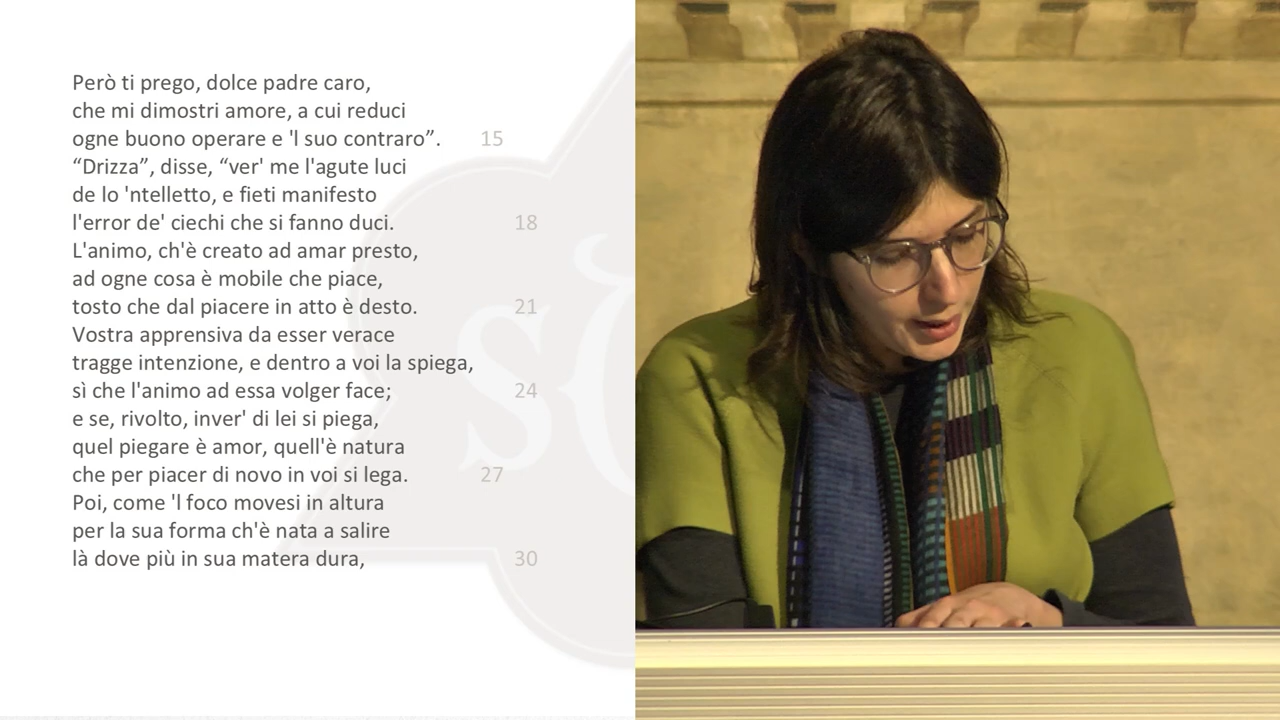 Però ti prego, dolce padre caro,
che mi dimostri amore, a cui reduci
ogne buono operare e 'l suo contraro”. 15
“Drizza”, disse, “ver' me l'agute luci
de lo 'ntelletto, e fieti manifesto
l'error de' ciechi che si fanno duci. 18
L'animo, ch'è creato ad amar presto,
ad ogne cosa è mobile che piace,
tosto che dal piacere in atto è desto. 21
Vostra apprensiva da esser verace
tragge intenzione, e dentro a voi la spiega,
sì che l'animo ad essa volger face; 24
e se, rivolto, inver' di lei si piega,
quel piegare è amor, quell'è natura
che per piacer di novo in voi si lega. 27
Poi, come 'l foco movesi in altura
per la sua forma ch'è nata a salire
là dove più in sua matera dura, 30